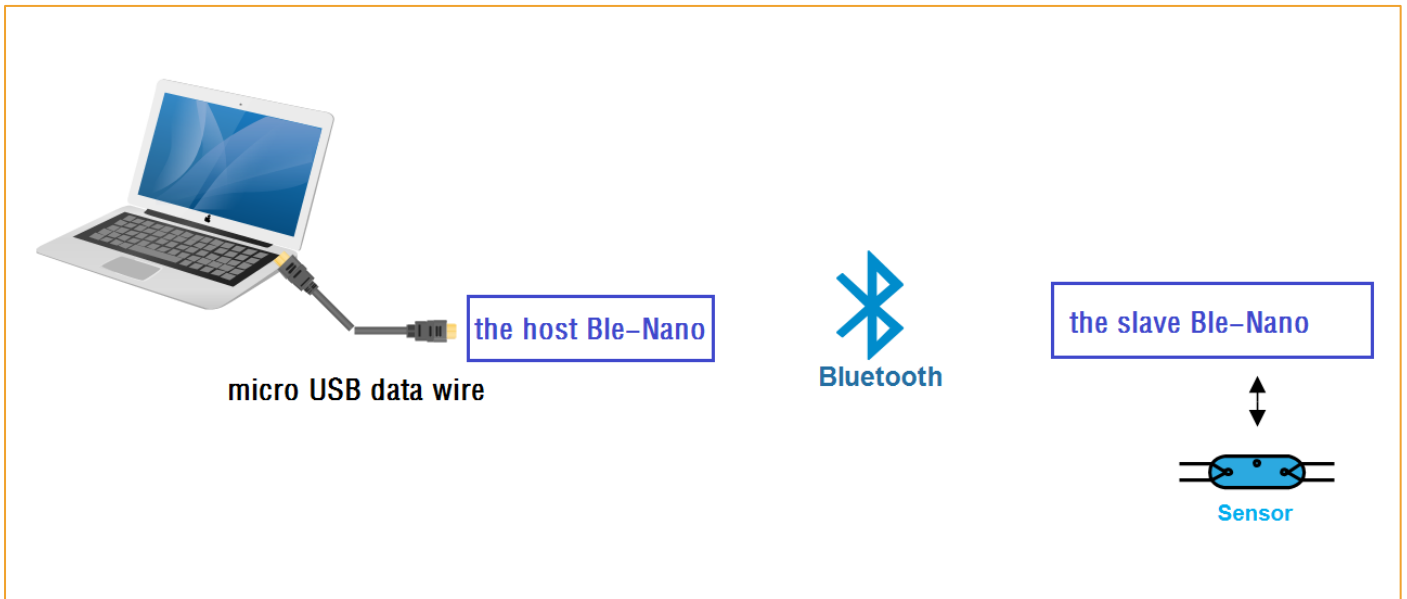 the host Ble-Nano
the slave Ble-Nano
Bluetooth
micro USB data wire
Sensor